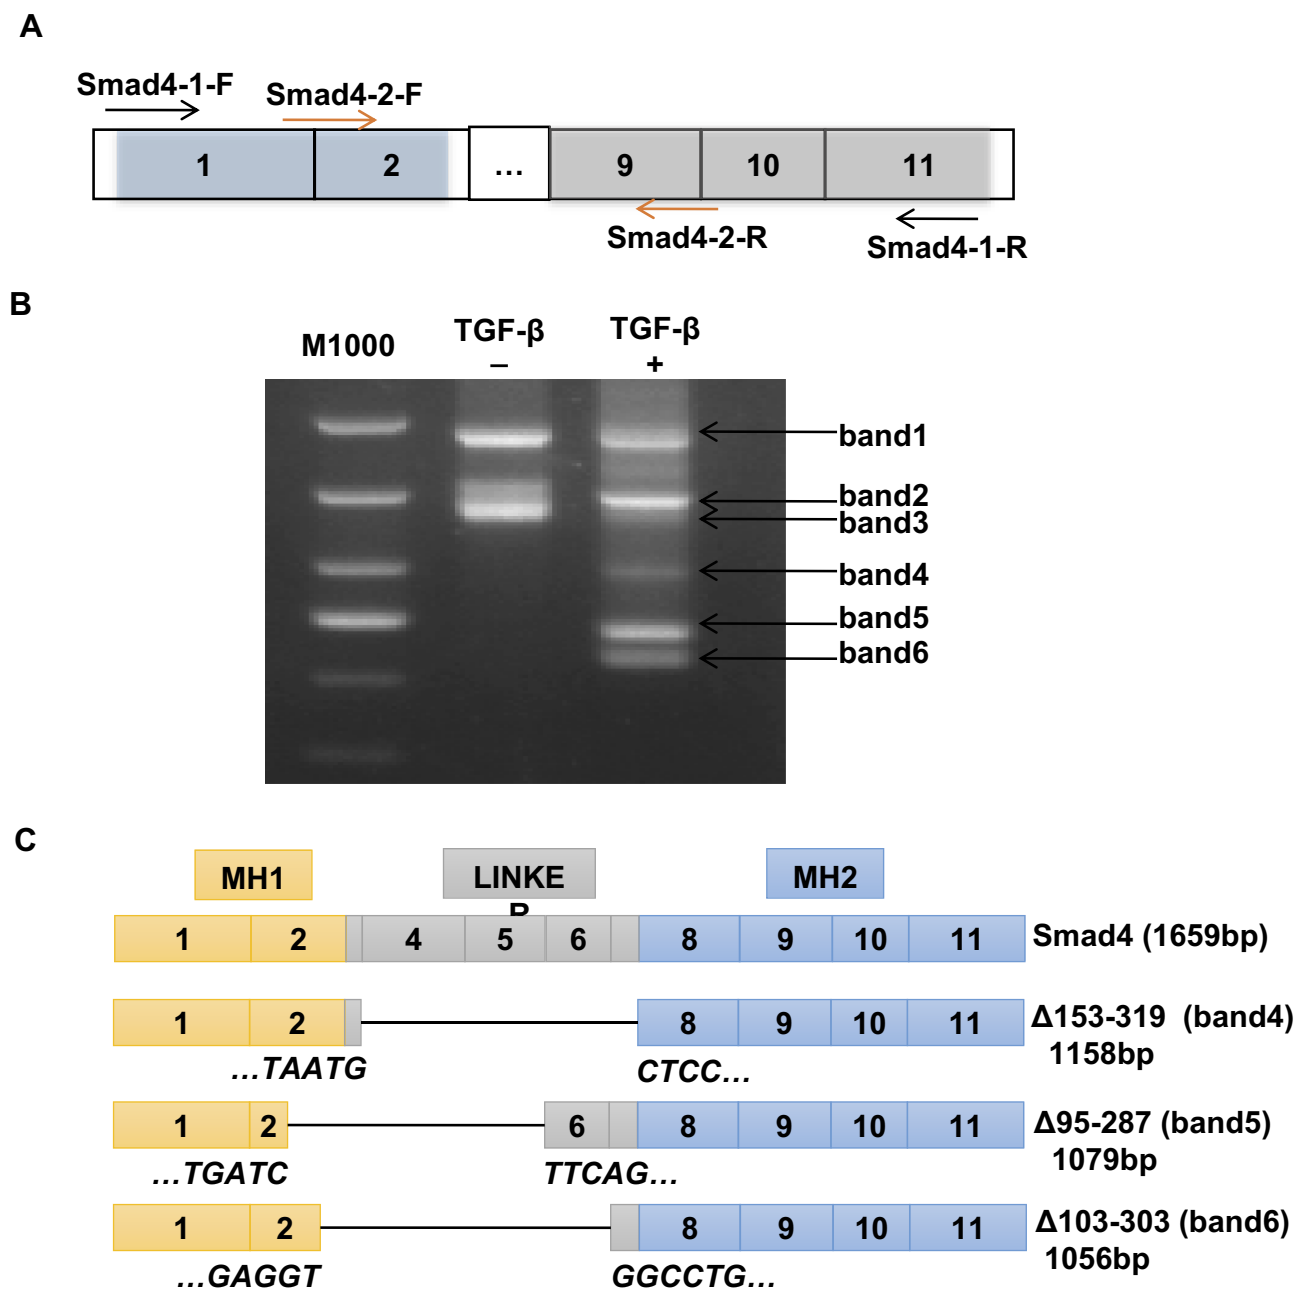 A
Smad4-1-F
Smad4-2-F
1
2
...
9
10
11
Smad4-2-R
Smad4-1-R
B
M1000
TGF-β
–
TGF-β
+
band1
band2
band3
band4
band5
band6
C
MH1
LINKE
R
MH2
1 2 4 5 6 8 9 10 11 Smad4 (1659bp)
1 2 8 9 10 11 Δ153-319 (band4)
1158bp
...TAATG CTCC...
1 2 6 8 9 10 11 Δ95-287 (band5)
1079bp
...TGATC TTCAG...
1 2 8 9 10 11 Δ103-303 (band6)
1056bp
...GAGGT GGCCTG...